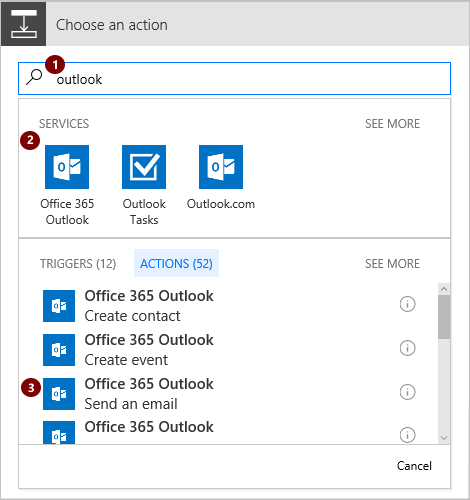 Choose an action
1
outlook
SERVICES SEE MORE
2
Office 365 Outlook
Outlook Tasks
Outlook.com
TRIGGERS (12) ACTIONS (52) SEE MORE
Office 365 Outlook
Create contact
Office 365 Outlook
Create event
3
Office 365 Outlook
Send an email
Office 365 Outlook
Cancel